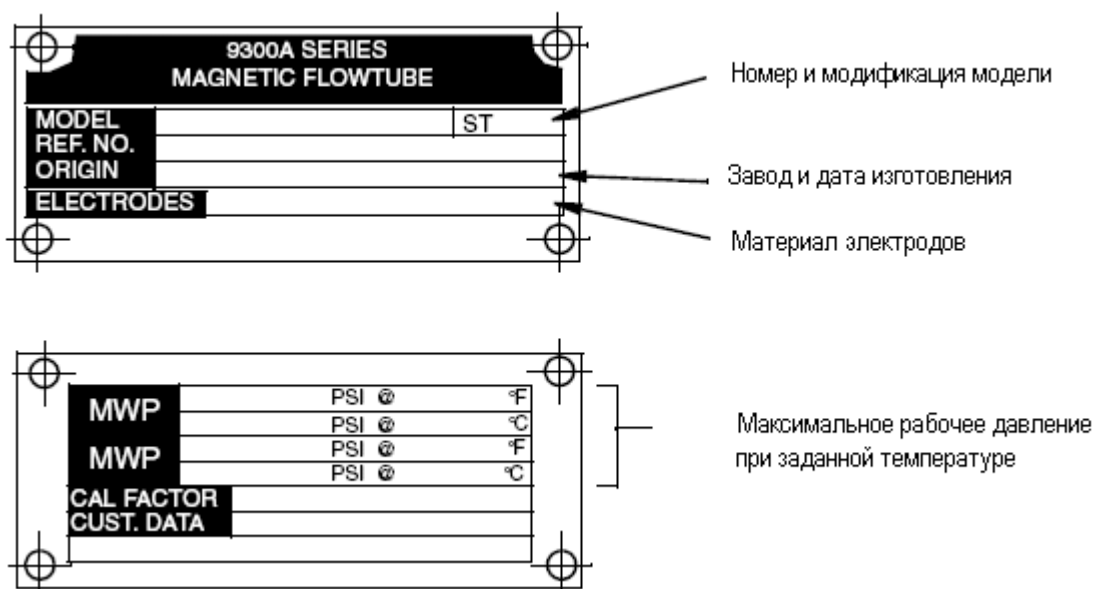 9300A SERIES
MAGNETIC FLOWTUBE
MODEL
ST
REF. NO.
ORIGIN
ELECTRODES
Номер и модификация модели
Завод и дата изготовления
Материал электродов
MWP
PSI @ °F
PSI @ °C
MWP
PSI @ °F
PSI @ °C
CAL FACTOR
CUST. DATA
Максимальное рабочее давление
при заданной температуре